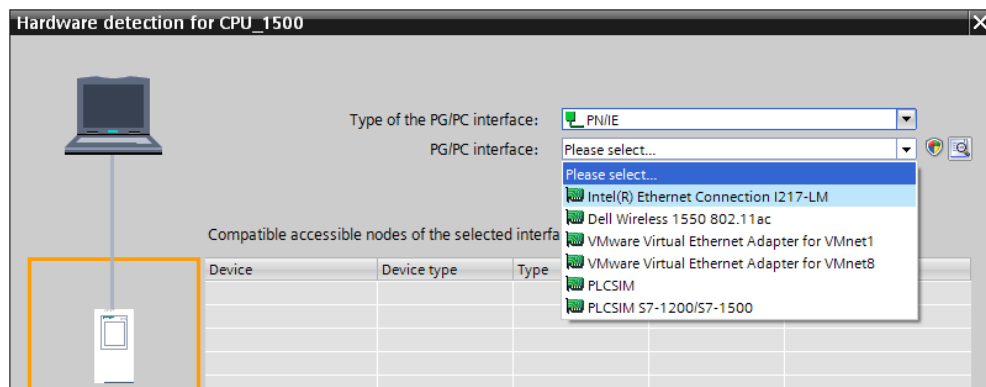 Hardware detection for CPU_1500
Type of the PG/PC interface: PN/IE
PG/PC interface: Please select...
Please select...
Intel(R) Ethernet Connection I217-LM
Dell Wireless 1550 802.11ac
VMware Virtual Ethernet Adapter for VMnet1
VMware Virtual Ethernet Adapter for VMnet8
PLCSIM
PLCSIM S7-1200/S7-1500
Compatible accessible nodes of the selected interfa
Device Device type Type